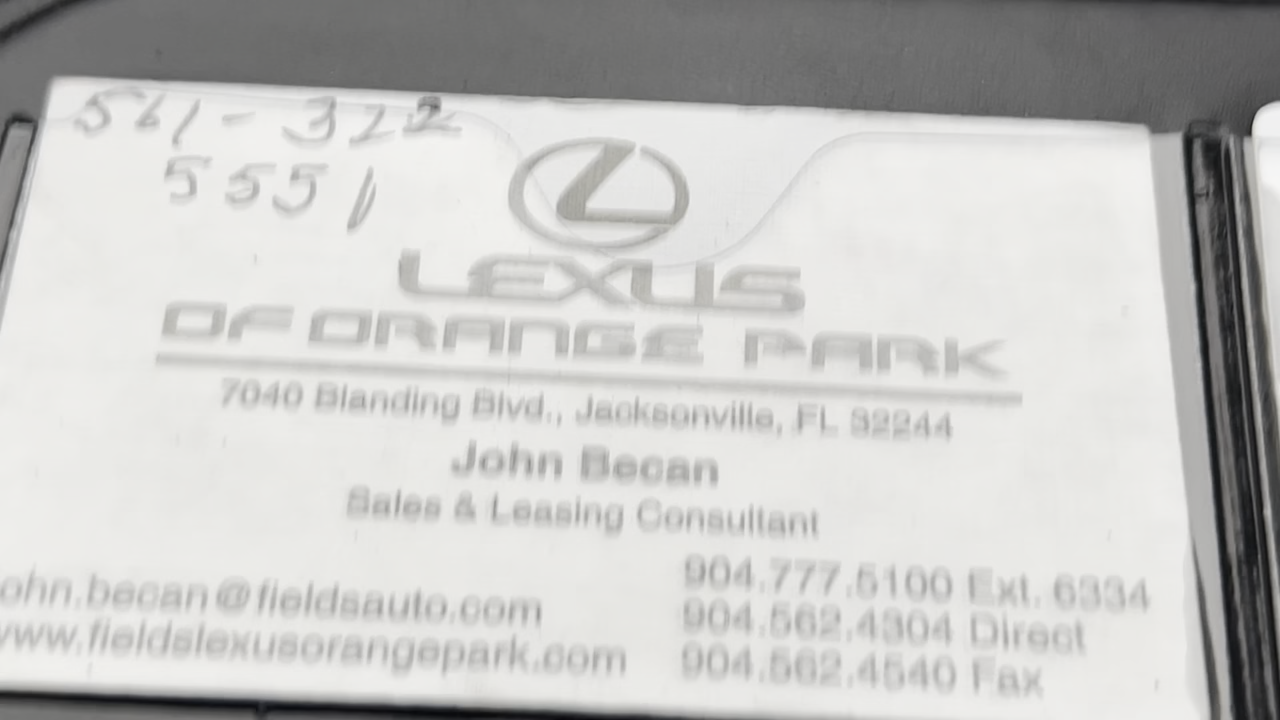 561-322
5551
LEXUS
OF ORANGE PARK
7040 Blanding Blvd., Jacksonville, FL 32244
John Becan
Sales & Leasing Consultant
904.777.5100 Ext. 6334
ohn.becan@fieldsauto.com
904.562.4304 Direct
www.fieldslexusorangepark.com
904.562.4540 Fax